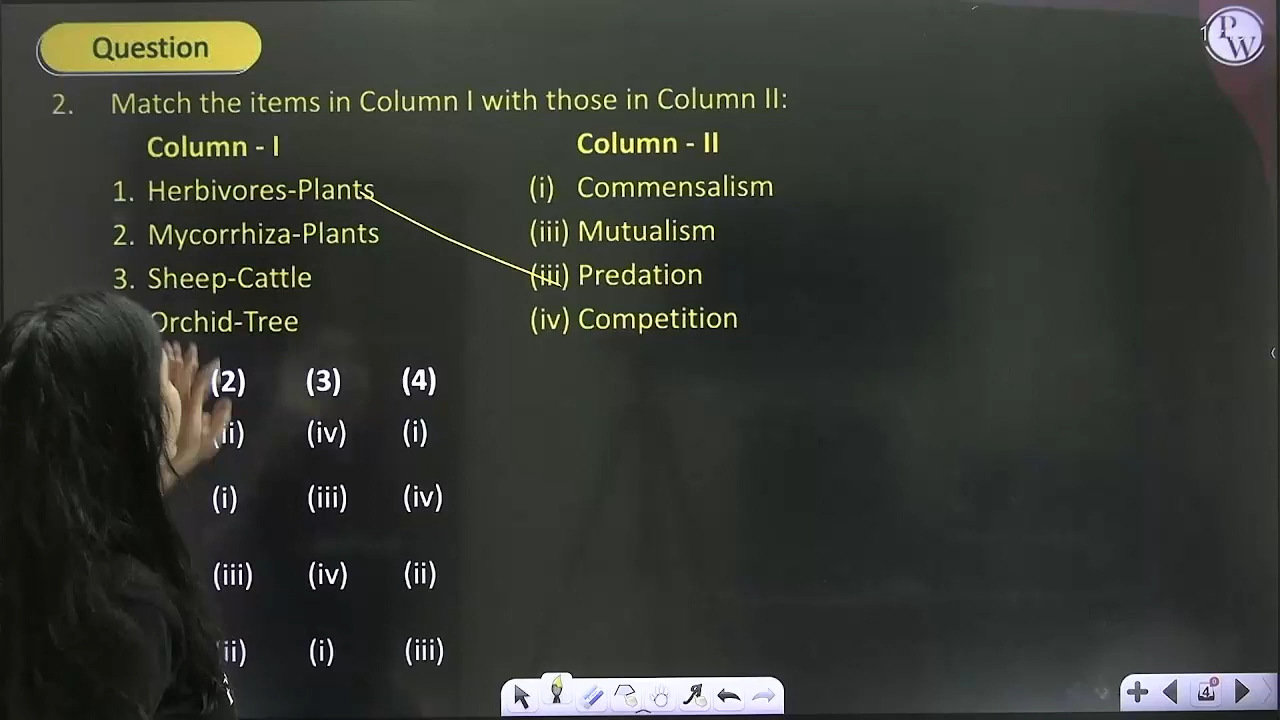 Question
PW
2. Match the items in Column I with those in Column II:
Column - I Column - II
1. Herbivores-Plants (i) Commensalism
2. Mycorrhiza-Plants (iii) Mutualism
3. Sheep-Cattle (iii) Predation
Orchid-Tree (iv) Competition
(2) (3) (4)
(iv) (i)
(i) (iii) (iv)
(iii) (iv) (ii)
(i) (iii)
4